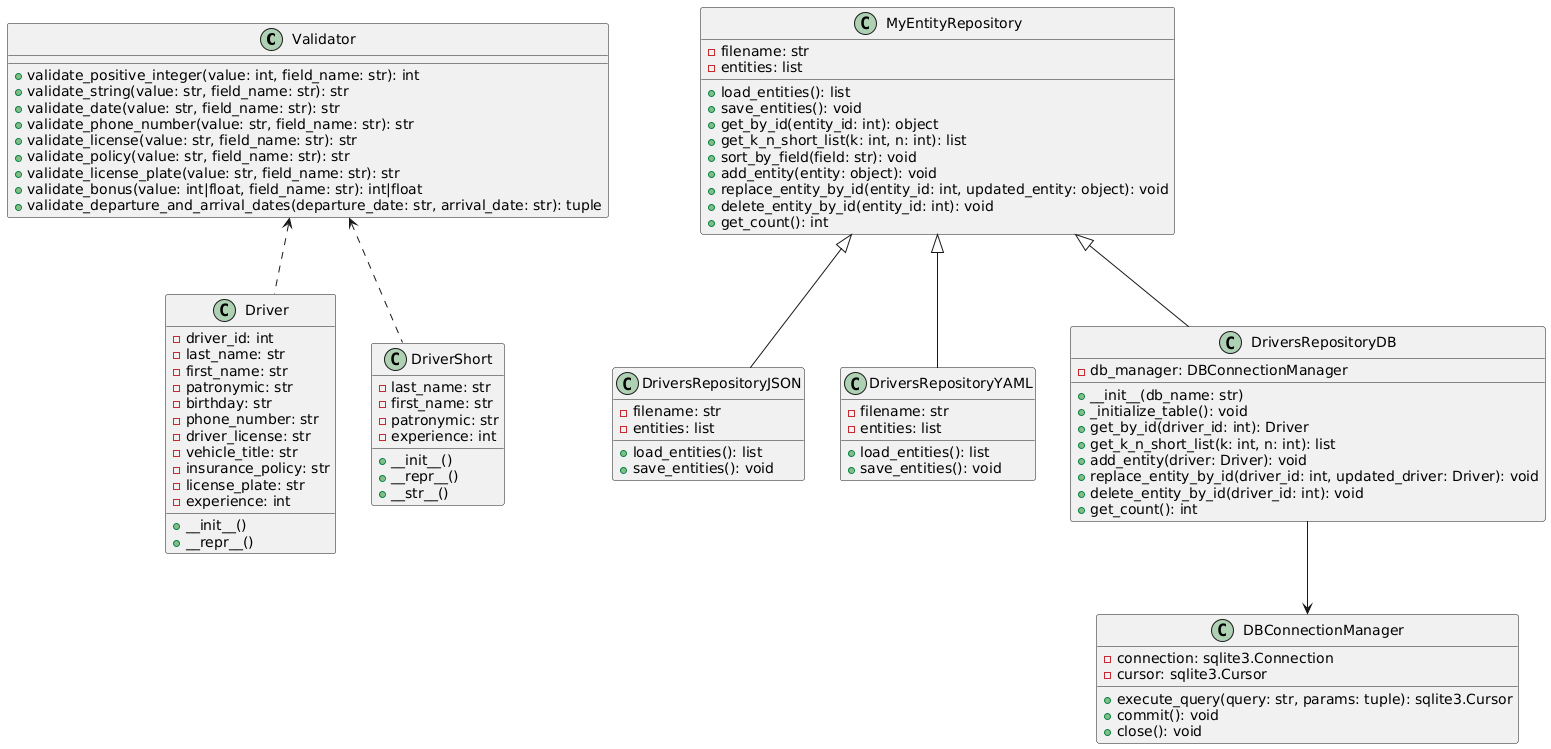 C Validator
validate_positive_integer(value: int, field_name: str): int
validate_string(value: str, field_name: str): str
validate_date(value: str, field_name: str): str
validate_phone_number(value: str, field_name: str): str
validate_license(value: str, field_name: str): str
validate_policy(value: str, field_name: str): str
validate_license_plate(value: str, field_name: str): str
validate_bonus(value: int|float, field_name: str): int|float
validate_departure_and_arrival_dates(departure_date: str, arrival_date: str): tuple
C MyEntityRepository
filename: str
entities: list
load_entities(): list
save_entities(): void
get_by_id(entity_id: int): object
get_k_n_short_list(k: int, n: int): list
sort_by_field(field: str): void
add_entity(entity: object): void
replace_entity_by_id(entity_id: int, updated_entity: object): void
delete_entity_by_id(entity_id: int): void
get_count(): int
C Driver
driver_id: int
last_name: str
first_name: str
patronymic: str
birthday: str
phone_number: str
driver_license: str
vehicle_title: str
insurance_policy: str
license_plate: str
experience: int
__init__()
__repr__()
C DriverShort
last_name: str
first_name: str
patronymic: str
experience: int
__init__()
__repr__()
__str__()
C DriversRepositoryJSON
filename: str
entities: list
load_entities(): list
save_entities(): void
C DriversRepositoryYAML
filename: str
entities: list
load_entities(): list
save_entities(): void
C DriversRepositoryDB
db_manager: DBConnectionManager
__init__(db_name: str)
_initialize_table(): void
get_by_id(driver_id: int): Driver
get_k_n_short_list(k: int, n: int): list
add_entity(driver: Driver): void
replace_entity_by_id(driver_id: int, updated_driver: Driver): void
delete_entity_by_id(driver_id: int): void
get_count(): int
C DBConnectionManager
connection: sqlite3.Connection
cursor: sqlite3.Cursor
execute_query(query: str, params: tuple): sqlite3.Cursor
commit(): void
close(): void